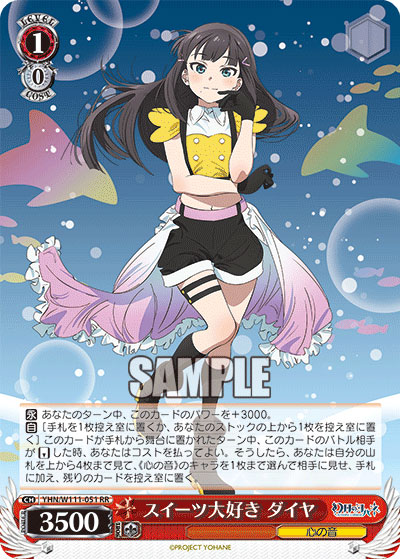 LEVEL
1
0
COST
SAMPLE
永 あなたのターン中、このカードのパワーを＋3000。
自 ［手札を1枚控え室に置くか、あなたのストックの上から1枚を控え室に置
く］ このカードが手札から舞台に置かれたターン中、このカードのバトル相手
が した時、あなたはコストを払ってよい。そうしたら、あなたは自分の山
札を上から4枚まで見て、《心の音》のキャラを1枚まで選んで相手に見せ、手札
に加え、残りのカードを控え室に置く。
CH YHN/W111-051 RR
3500
スイーツ大好き ダイヤ
心の音
©PROJECT YOHANE